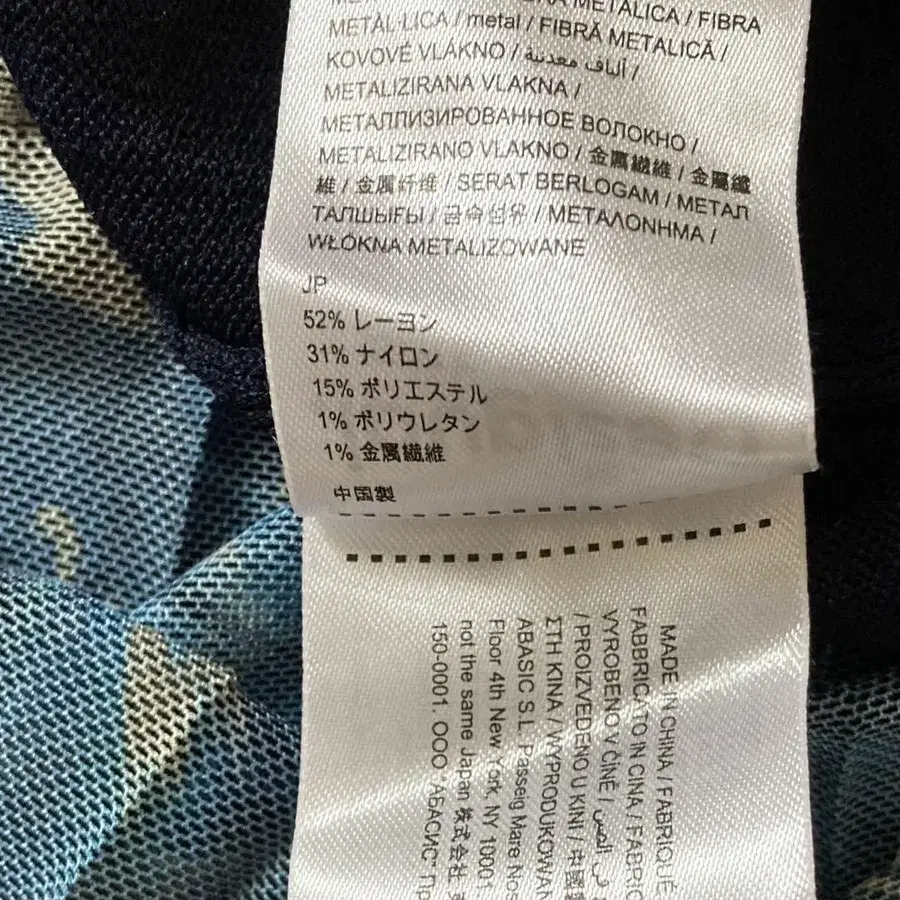 METALICA / FIBRA
METAL·LICA / metal / FIBRĂ METALICĂ /
KOVOVÉ VLÁKNO / ألياف معدنية /
METALIZIRANA VLAKNA /
МЕТАЛЛИЗИРОВАННОЕ ВОЛОКНО /
METALIZIRANO VLAKNO / 金屬纖維 / 金屬纖
維 / 金属纤维 / SERAT BERLOGAM / МЕТАЛ
ТАЛШЫҒЫ / 금속섬유 / ΜΕΤΑΛΟΝΗΜΑ /
WŁÓKNA METALIZOWANE
JP
52% レーヨン
31% ナイロン
15% ポリエステル
1% ポリウレタン
1% 金属繊維
中国製
MADE IN CHINA / FABRIQUÉ
FABBRICATO IN CINA / FABRIC
VYROBENO V ČÍNĚ / في الصين
/ PROIZVEDENO U KINI / 中國
ΣΤΗ ΚΙΝΑ / WYPRODUKOWAN
ABASIC S.L. Passeig Mare Nos
Floor 4th New York, NY 10001
not the same Japan 株式会社
150-0001. ООО "АБАСИС" Пр